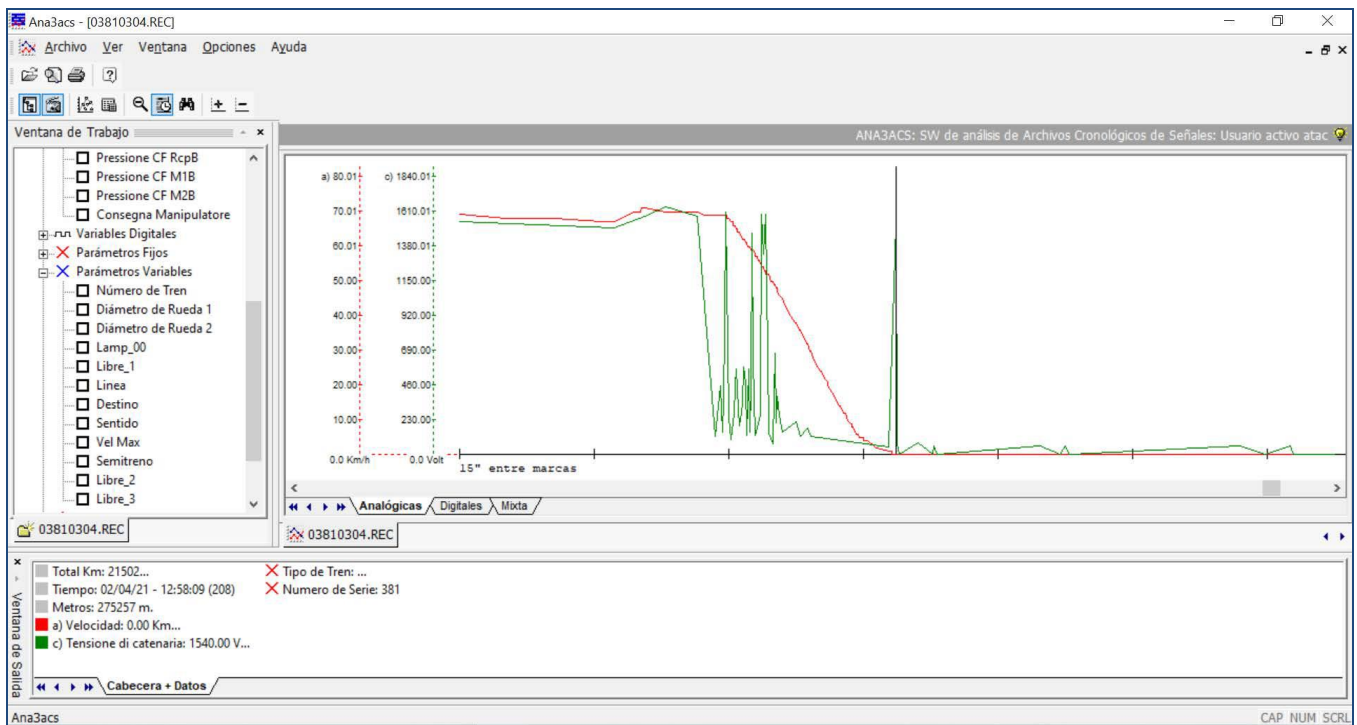 Ana3acs - [03810304.REC]
Archivo Ver Ventana Opciones Ayuda
Ventana de Trabajo
Pressione CF RcpB
Pressione CF M1B
Pressione CF M2B
Consegna Manipulatore
Variables Digitales
Parámetros Fijos
Parámetros Variables
Número de Tren
Diámetro de Rueda 1
Diámetro de Rueda 2
Lamp_00
Libre_1
Linea
Destino
Sentido
Vel Max
Semitreno
Libre_2
Libre_3
03810304.REC
ANA3ACS: SW de análisis de Archivos Cronológicos de Señales: Usuario activo atac
a) 80.01 c) 1840.01
70.01 1610.01
60.01 1380.01
50.00 1150.00
40.00 920.00
30.00 690.00
20.00 460.00
10.00 230.00
0.0 Km/h 0.0 Volt
15" entre marcas
Analógicas Digitales Mixta
03810304.REC
Ventana de Salida
Total Km: 21502...
Tiempo: 02/04/21 - 12:58:09 (208)
Metros: 275257 m.
a) Velocidad: 0.00 Km...
c) Tensione di catenaria: 1540.00 V...
Tipo de Tren: ...
Numero de Serie: 381
Cabecera + Datos
Ana3acs
CAP NUM SCRL